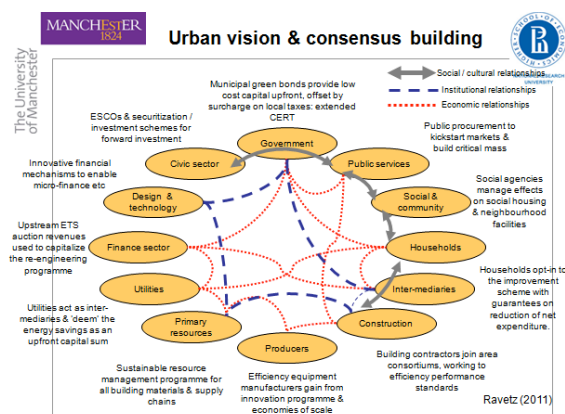 MANCHESTER
1824
The University
of Manchester
Urban vision & consensus building
HIGHER SCHOOL OF ECONOMICS
NATIONAL RESEARCH
UNIVERSITY
Social / cultural relationships
Institutional relationships
Economic relationships
Municipal green bonds provide low
cost capital upfront, offset by
surcharge on local taxes: extended
CERT
ESCOs & securitization /
investment schemes for
forward investment
Public procurement to
kickstart markets &
build critical mass
Government
Civic sector
Public services
Innovative financial
mechanisms to enable
micro-finance etc
Design &
technology
Social &
community
Social agencies
manage effects
on social housing
& neighbourhood
facilities
Upstream ETS
auction revenues
used to capitalize
the re-engineering
programme
Finance sector
Households
Utilities
Inter-mediaries
Households opt-in to
the improvement
scheme with
guarantees on
reduction of net
expenditure.
Utilities act as inter-
mediaries & 'deem' the
energy savings as an
upfront capital sum
Primary
resources
Construction
Producers
Sustainable resource
management programme for
all building materials & supply
chains
Efficiency equipment
manufacturers gain from
innovation programme &
economies of scale
Building contractors join area
consortiums, working to
efficiency performance
standards
Ravetz (2011)